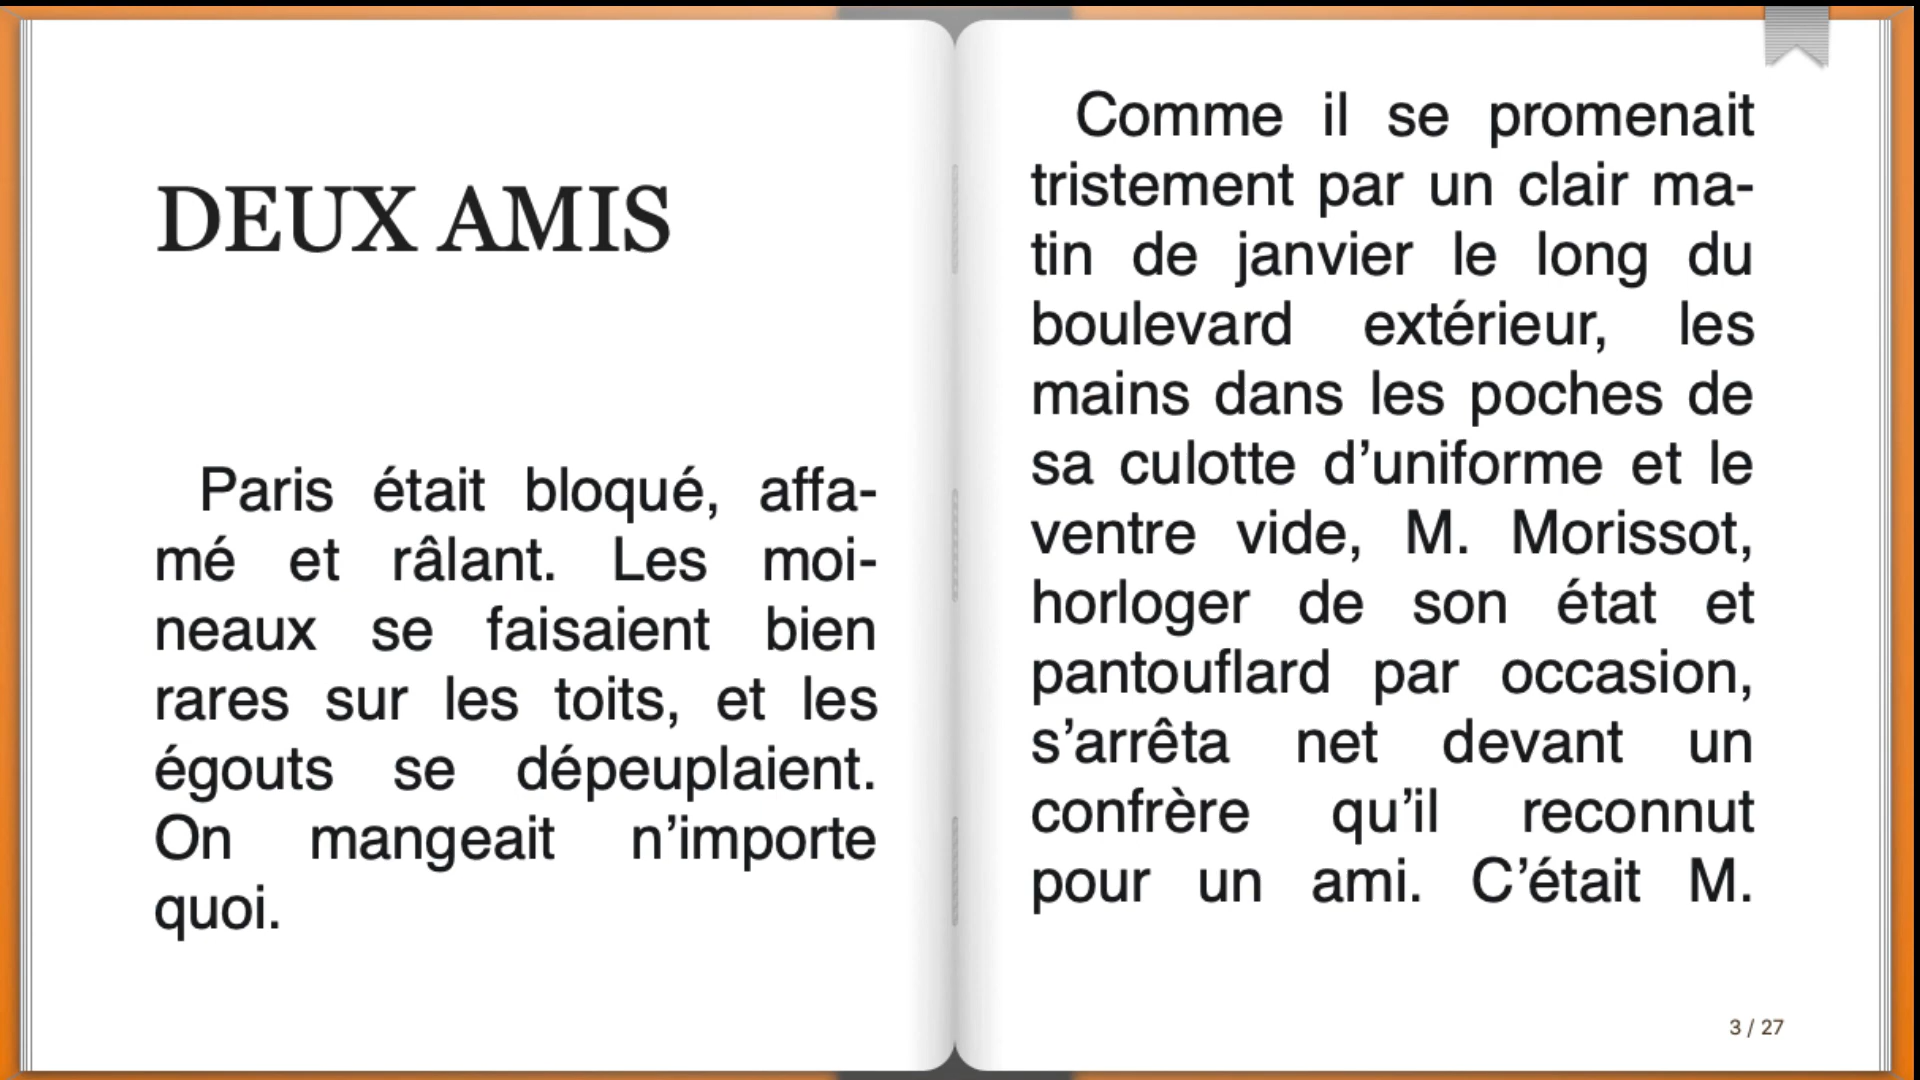 DEUX AMIS
Paris était bloqué, affa-
mé et râlant. Les moi-
neaux se faisaient bien
rares sur les toits, et les
égouts se dépeuplaient.
On mangeait n’importe
quoi.
Comme il se promenait
tristement par un clair ma-
tin de janvier le long du
boulevard extérieur, les
mains dans les poches de
sa culotte d’uniforme et le
ventre vide, M. Morissot,
horloger de son état et
pantouflard par occasion,
s’arrêta net devant un
confrère qu’il reconnut
pour un ami. C’était M.
3 / 27